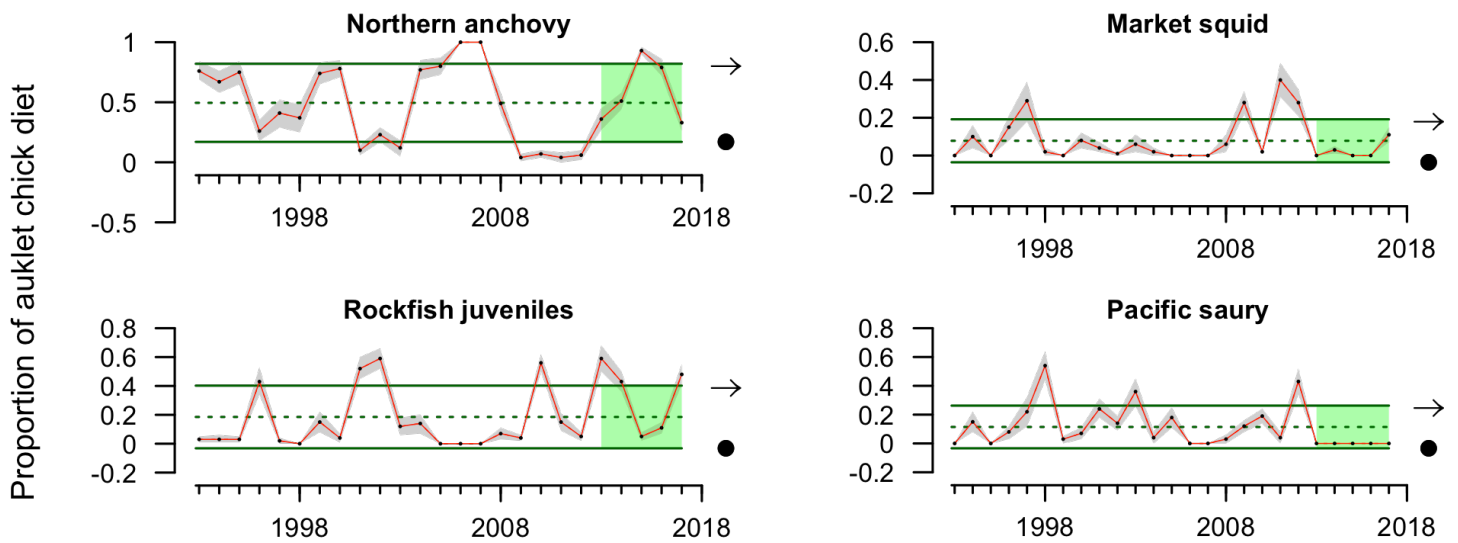 Proportion of auklet chick diet
Northern anchovy
1
0.5
0
-0.5
1998 2008 2018
Market squid
0.6
0.4
0.2
0
-0.2
1998 2008 2018
Rockfish juveniles
0.8
0.6
0.4
0.2
0
-0.2
1998 2008 2018
Pacific saury
0.8
0.6
0.4
0.2
0
-0.2
1998 2008 2018